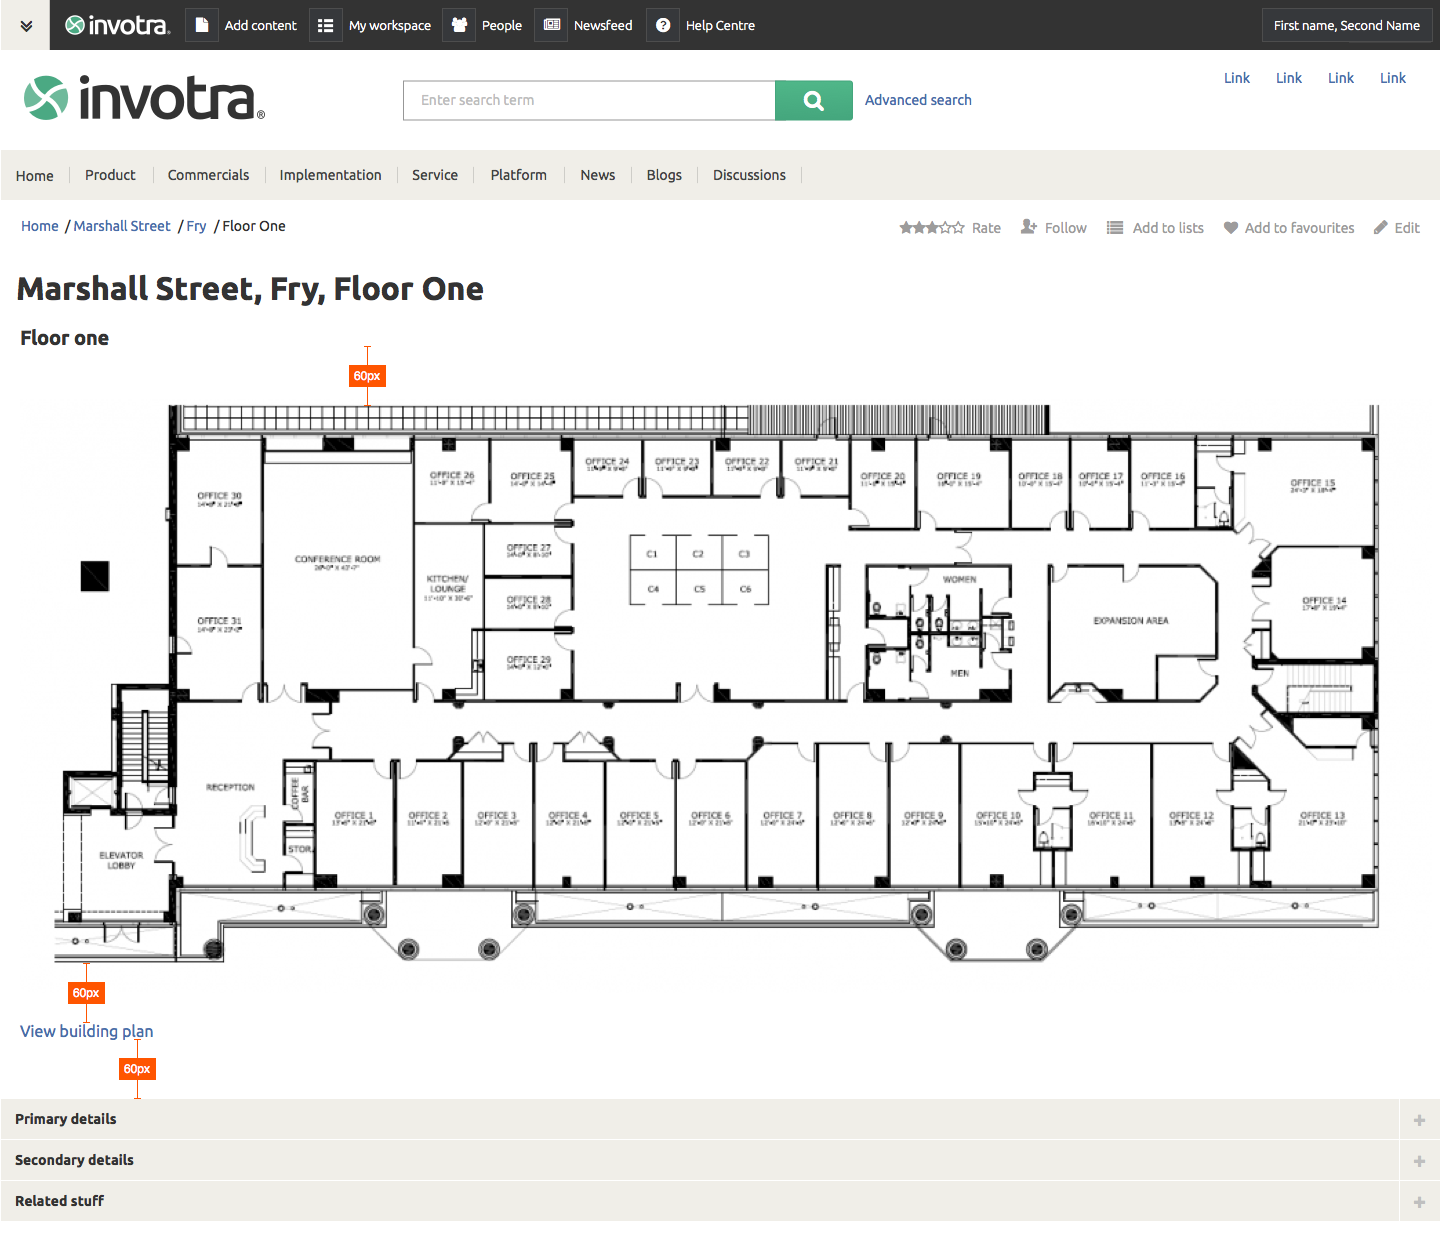 invotra.
Add content
My workspace
People
Newsfeed
Help Centre
First name, Second Name
invotra®
Enter search term
Advanced search
Link Link Link Link
Home Product Commercials Implementation Service Platform News Blogs Discussions
Home / Marshall Street / Fry / Floor One
Rate Follow Add to lists Add to favourites Edit
Marshall Street, Fry, Floor One
Floor one
60px
OFFICE 30
OFFICE 31
CONFERENCE ROOM
OFFICE 26
OFFICE 25
OFFICE 24
OFFICE 23
OFFICE 22
OFFICE 21
OFFICE 20
OFFICE 19
OFFICE 18
OFFICE 17
OFFICE 16
OFFICE 15
OFFICE 27
OFFICE 28
OFFICE 29
KITCHEN/
LOUNGE
C1 C2 C3
C4 C5 C6
WOMEN
MEN
EXPANSION AREA
OFFICE 14
RECEPTION
COFFEE
BAR
STOR.
ELEVATOR
LOBBY
OFFICE 1
OFFICE 2
OFFICE 3
OFFICE 4
OFFICE 5
OFFICE 6
OFFICE 7
OFFICE 8
OFFICE 9
OFFICE 10
OFFICE 11
OFFICE 12
OFFICE 13
60px
View building plan
60px
Primary details
Secondary details
Related stuff